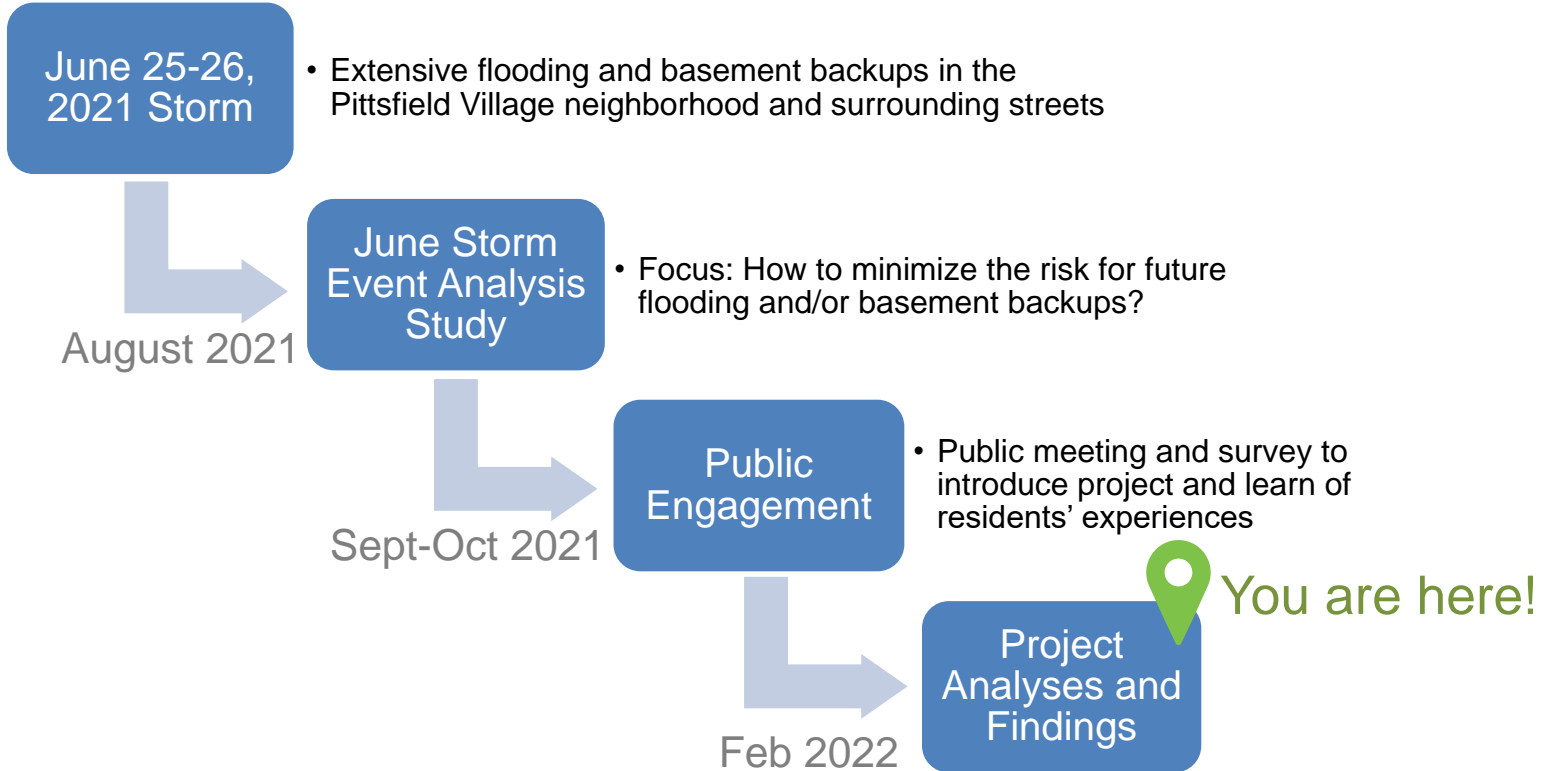 June 25-26,
2021 Storm
• Extensive flooding and basement backups in the
Pittsfield Village neighborhood and surrounding streets
August 2021
June Storm
Event Analysis
Study
• Focus: How to minimize the risk for future
flooding and/or basement backups?
Sept-Oct 2021
Public
Engagement
• Public meeting and survey to
introduce project and learn of
residents’ experiences
Feb 2022
Project
Analyses and
Findings
You are here!